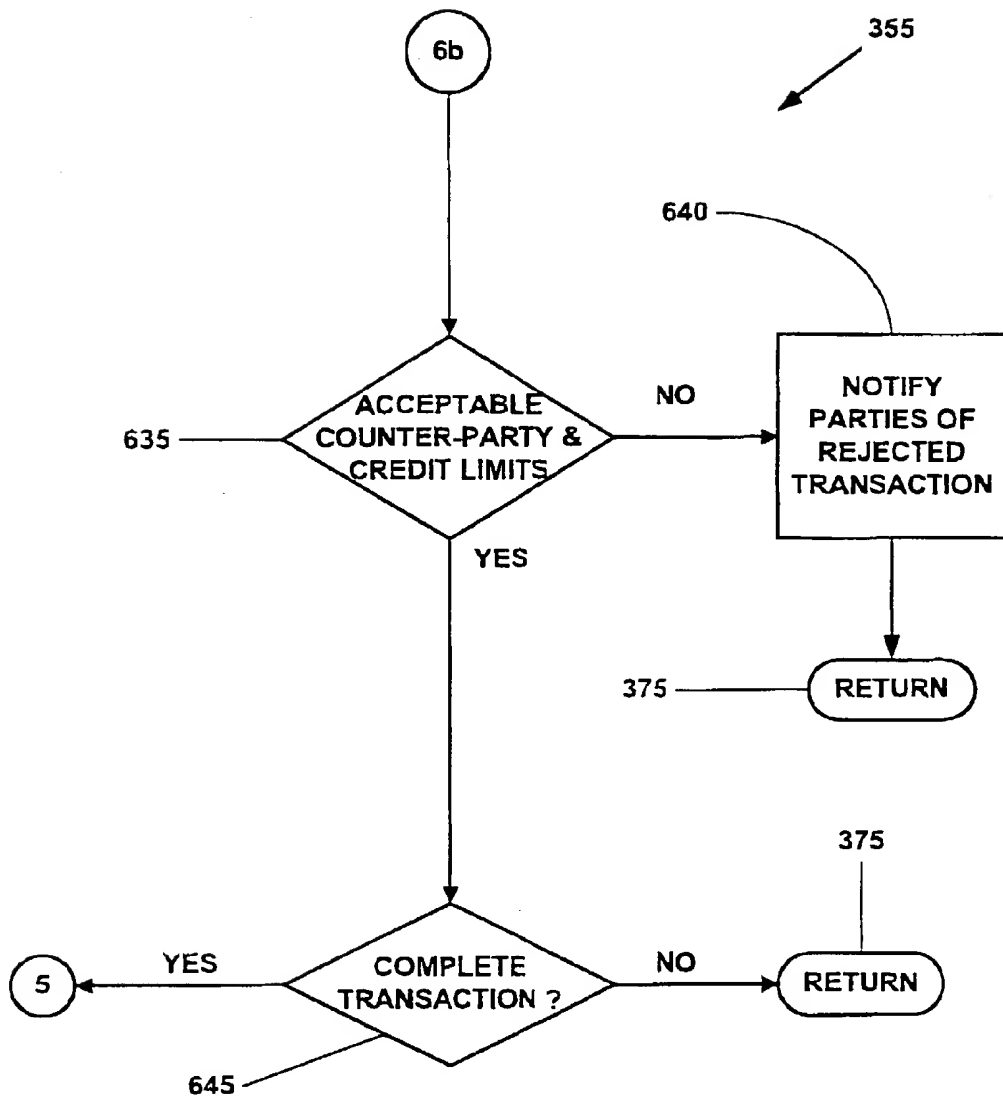 6b
355
640
635
ACCEPTABLE
COUNTER-PARTY &
CREDIT LIMITS
NO
NOTIFY
PARTIES OF
REJECTED
TRANSACTION
YES
375
RETURN
375
5
YES
COMPLETE
TRANSACTION ?
NO
RETURN
645